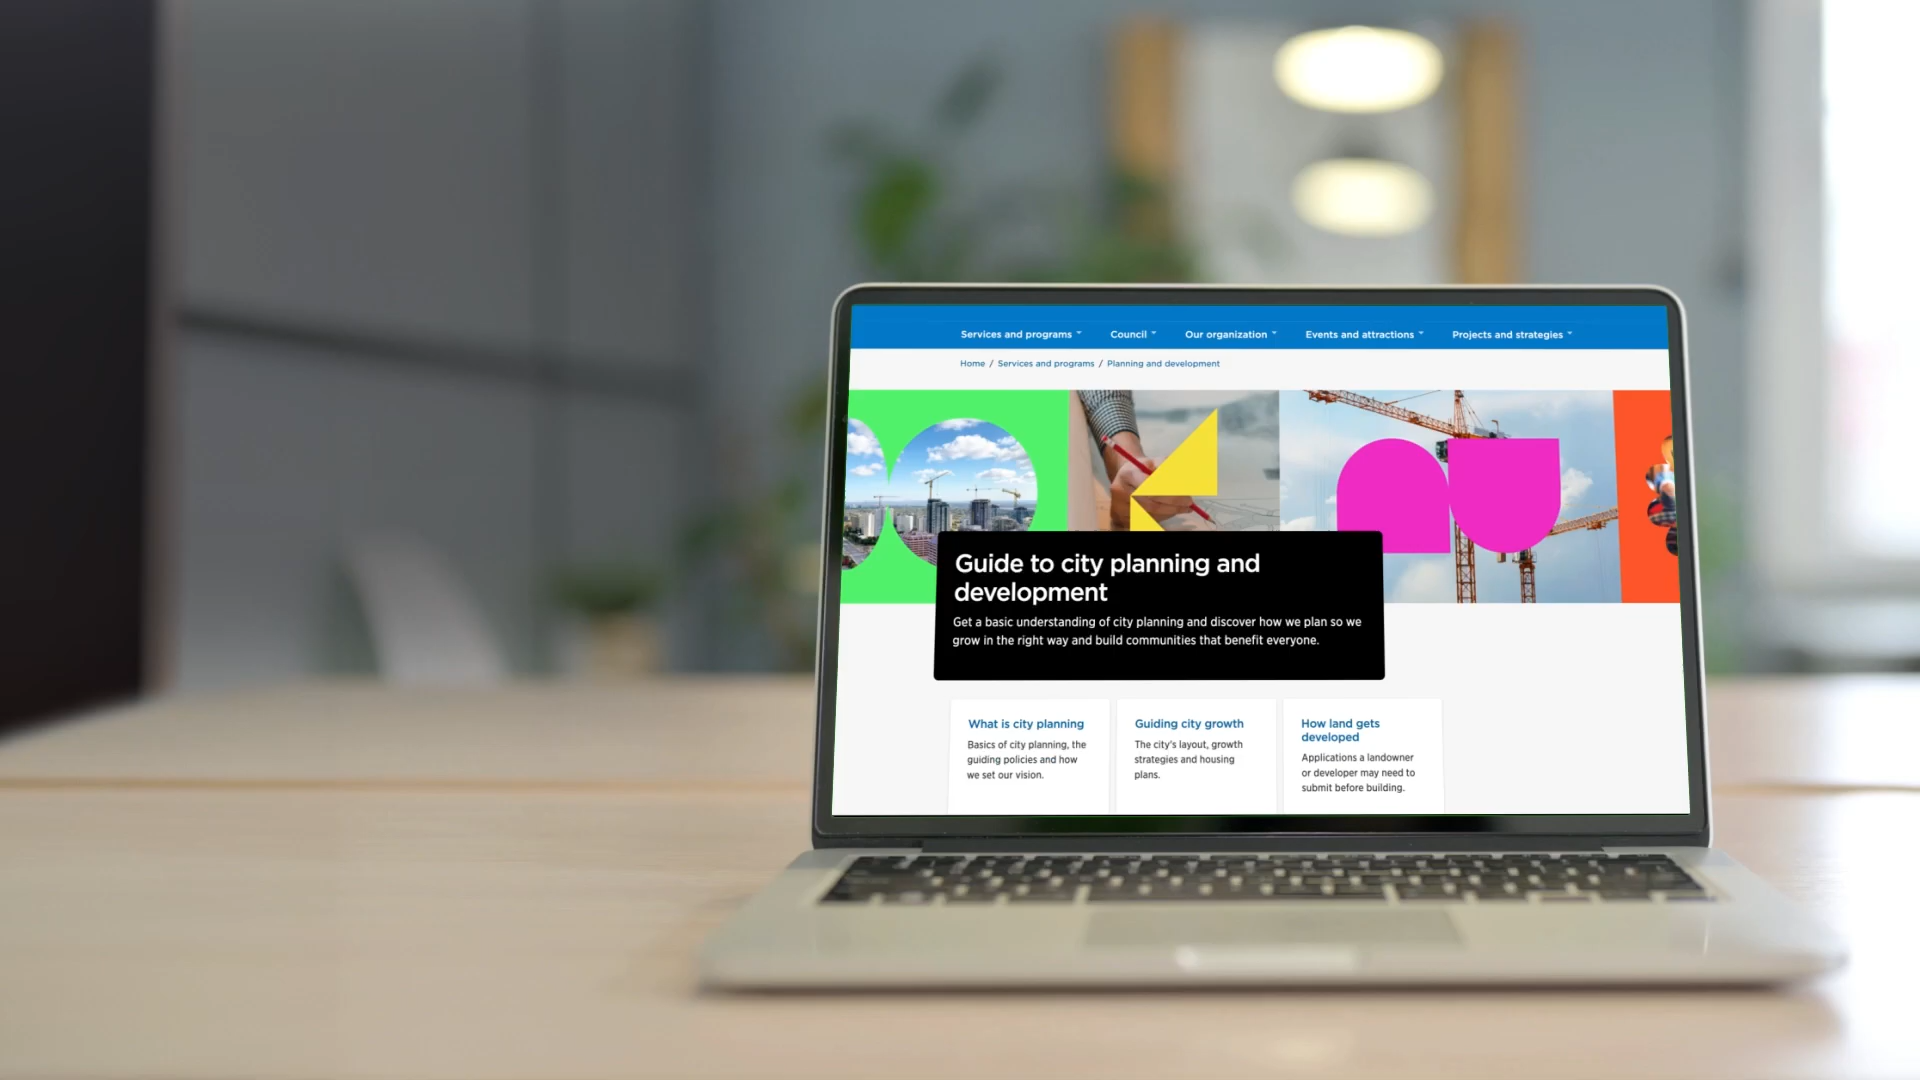 Services and programs Council Our organization Events and attractions Projects and strategies
Home / Services and programs / Planning and development
Guide to city planning and
development
Get a basic understanding of city planning and discover how we plan so we
grow in the right way and build communities that benefit everyone.
What is city planning
Basics of city planning, the
guiding policies and how
we set our vision.
Guiding city growth
The city's layout, growth
strategies and housing
plans.
How land gets
developed
Applications a landowner
or developer may need to
submit before building.